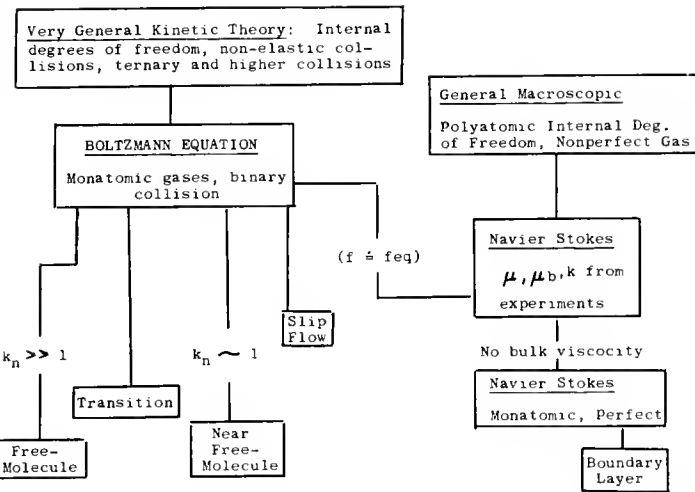 Very General Kinetic Theory: Internal
degrees of freedom, non-elastic col-
lisions, ternary and higher collisions
General Macroscopic
Polyatomic Internal Deg.
of Freedom, Nonperfect Gas
BOLTZMANN EQUATION
Monatomic gases, binary
collision
(f ≐ feq)
Navier Stokes
μ, μb, k from
experiments
Slip
Flow
kn >> 1
kn ~ 1
No bulk viscocity
Transition
Navier Stokes
Monatomic, Perfect
Free-
Molecule
Near
Free-
Molecule
Boundary
Layer